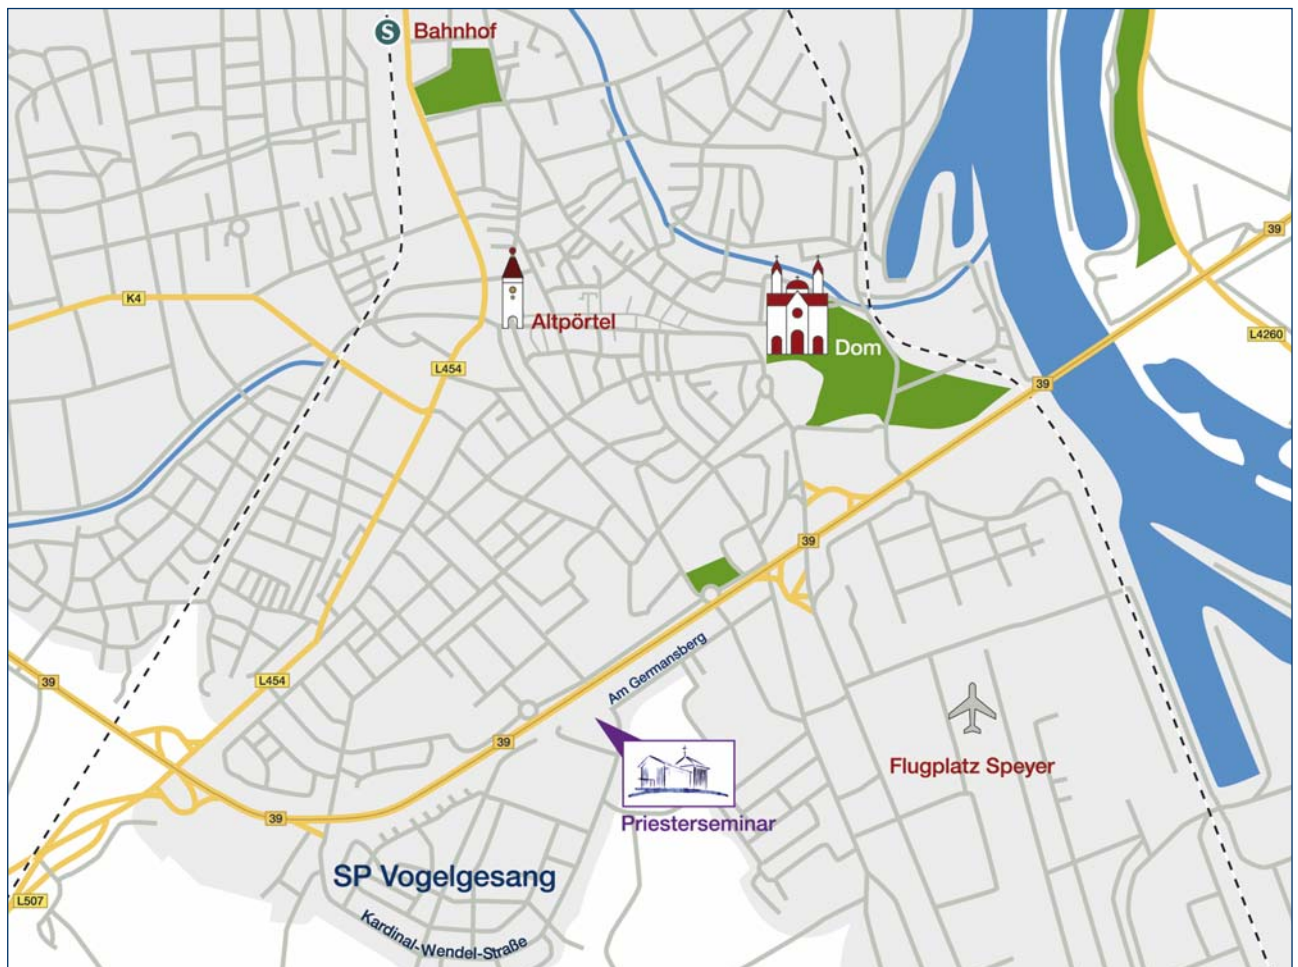 S
Bahnhof
39
K4
Altpörtel
Dom
L4260
L454
39
39
Am Germansberg
39
L454
39
Flugplatz Speyer
39
Priesterseminar
SP Vogelgesang
L507
Kardinal-Wendel-Straße